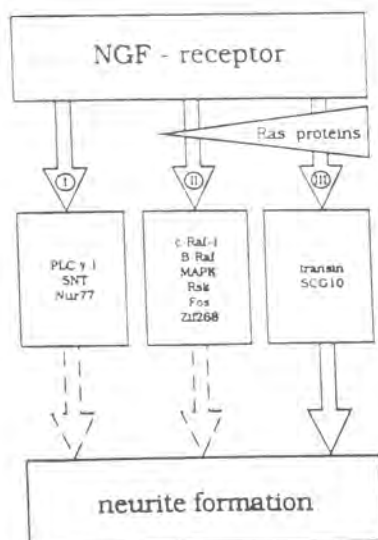 NGF - receptor
Ras proteins
I
II
III
PLC γ 1
SNT
Nur77
c Raf-1
B Raf
MAPK
Rsk
Fos
Zif268
transin
SCG10
neurite formation